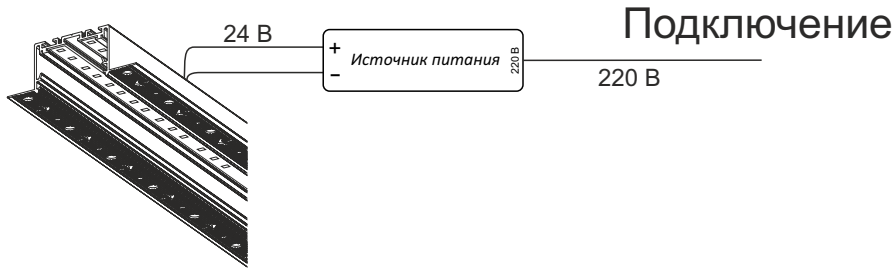 Подключение
24 В
+
Источник питания
220 В
−
220 В